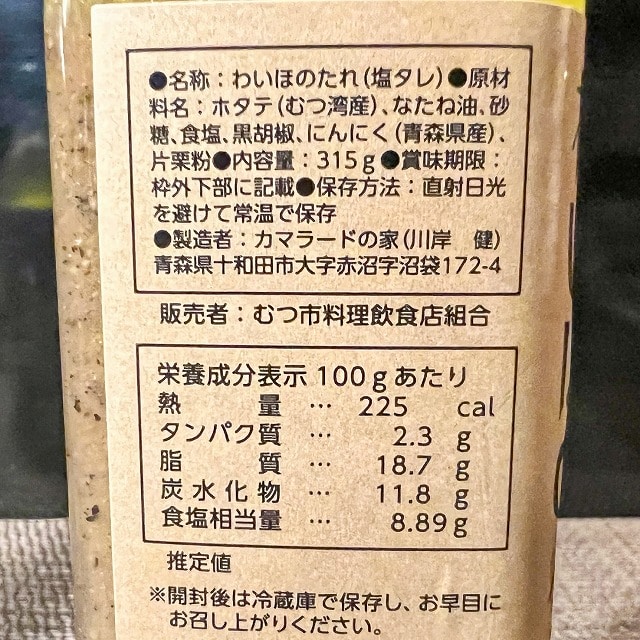 ●名称：わいほのたれ(塩タレ)●原材
料名：ホタテ(むつ湾産)、なたね油、砂
糖、食塩、黒胡椒、にんにく(青森県産)、
片栗粉●内容量：315g●賞味期限：
枠外下部に記載●保存方法：直射日光
を避けて常温で保存
●製造者：カマラードの家(川岸　健)
青森県十和田市大字赤沼字沼袋172-4
販売者：むつ市料理飲食店組合
栄養成分表示 100gあたり
熱　　量 … 225 cal
タンパク質 … 2.3 g
脂　　質 … 18.7 g
炭水化物 … 11.8 g
食塩相当量 … 8.89g
推定値
※開封後は冷蔵庫で保存し、お早目に
お召し上がりください。